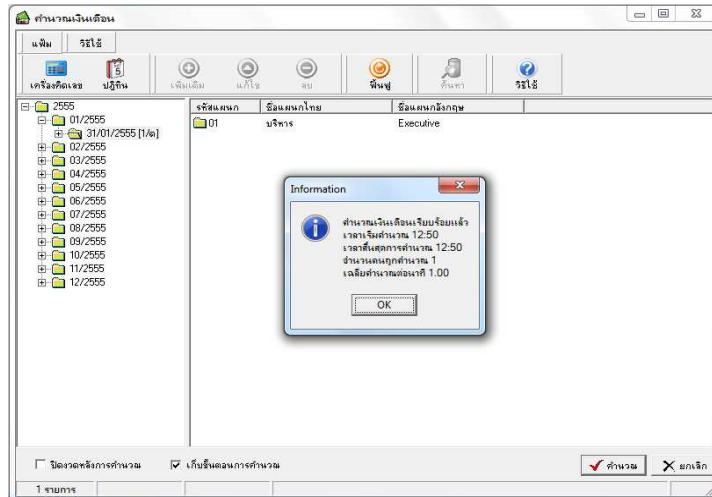 คำนวณเงินเดือน
แฟ้ม วิธีใช้
เครื่องคิดเลข ปฏิทิน เพิ่มเติม แก้ไข ลบ ฟื้นฟู ค้นหา วิธีใช้
2555
01/2555
31/01/2555 [1/ด]
02/2555
03/2555
04/2555
05/2555
06/2555
07/2555
08/2555
09/2555
10/2555
11/2555
12/2555
รหัสแผนก ชื่อแผนกไทย ชื่อแผนกอังกฤษ
01 บริหาร Executive
Information
คำนวณเงินเดือนเรียบร้อยแล้ว
เวลาเริ่มคำนวณ 12:50
เวลาสิ้นสุดการคำนวณ 12:50
จำนวนคนถูกคำนวณ 1
เฉลี่ยคำนวณต่อนาที 1.00
OK
ปิดงวดหลังการคำนวณ เก็บขั้นตอนการคำนวณ คำนวณ ยกเลิก
1 รายการ